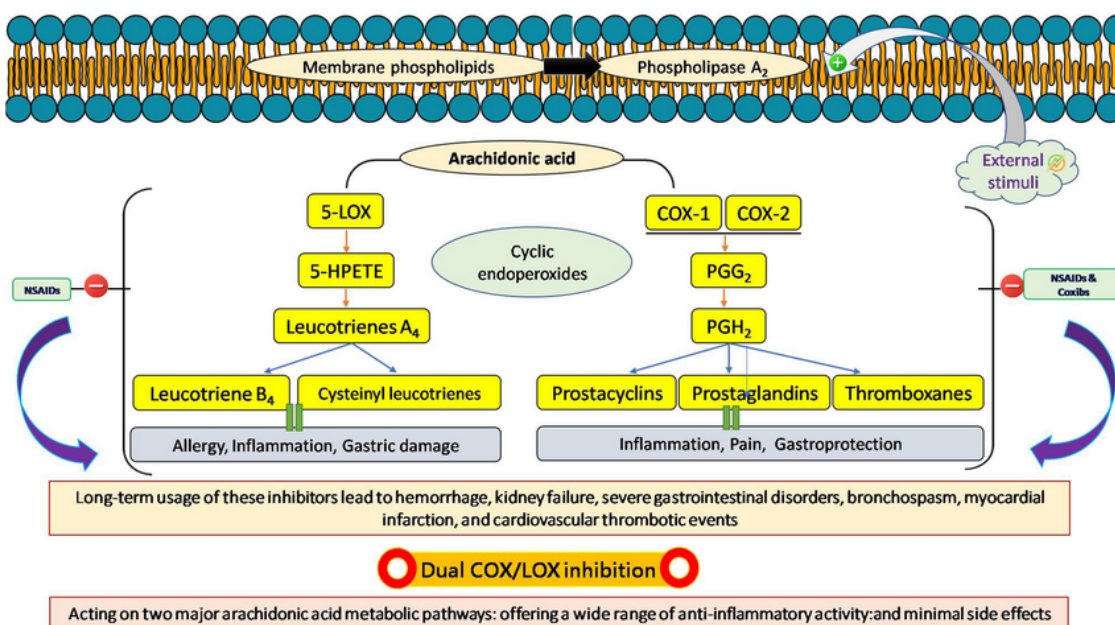 Membrane phospholipids
Phospholipase A₂
External
stimuli
Arachidonic acid
5-LOX
COX-1
COX-2
Cyclic
endoperoxides
5-HPETE
PGG₂
NSAIDs
NSAIDs &
Coxibs
Leucotrienes A₄
PGH₂
Leucotriene B₄
Cysteinyl leucotrienes
Prostacyclins
Prostaglandins
Thromboxanes
Allergy, Inflammation, Gastric damage
Inflammation, Pain, Gastroprotection
Long-term usage of these inhibitors lead to hemorrhage, kidney failure, severe gastrointestinal disorders, bronchospasm, myocardial
infarction, and cardiovascular thrombotic events
Dual COX/LOX inhibition
Acting on two major arachidonic acid metabolic pathways: offering a wide range of anti-inflammatory activity:and minimal side effects